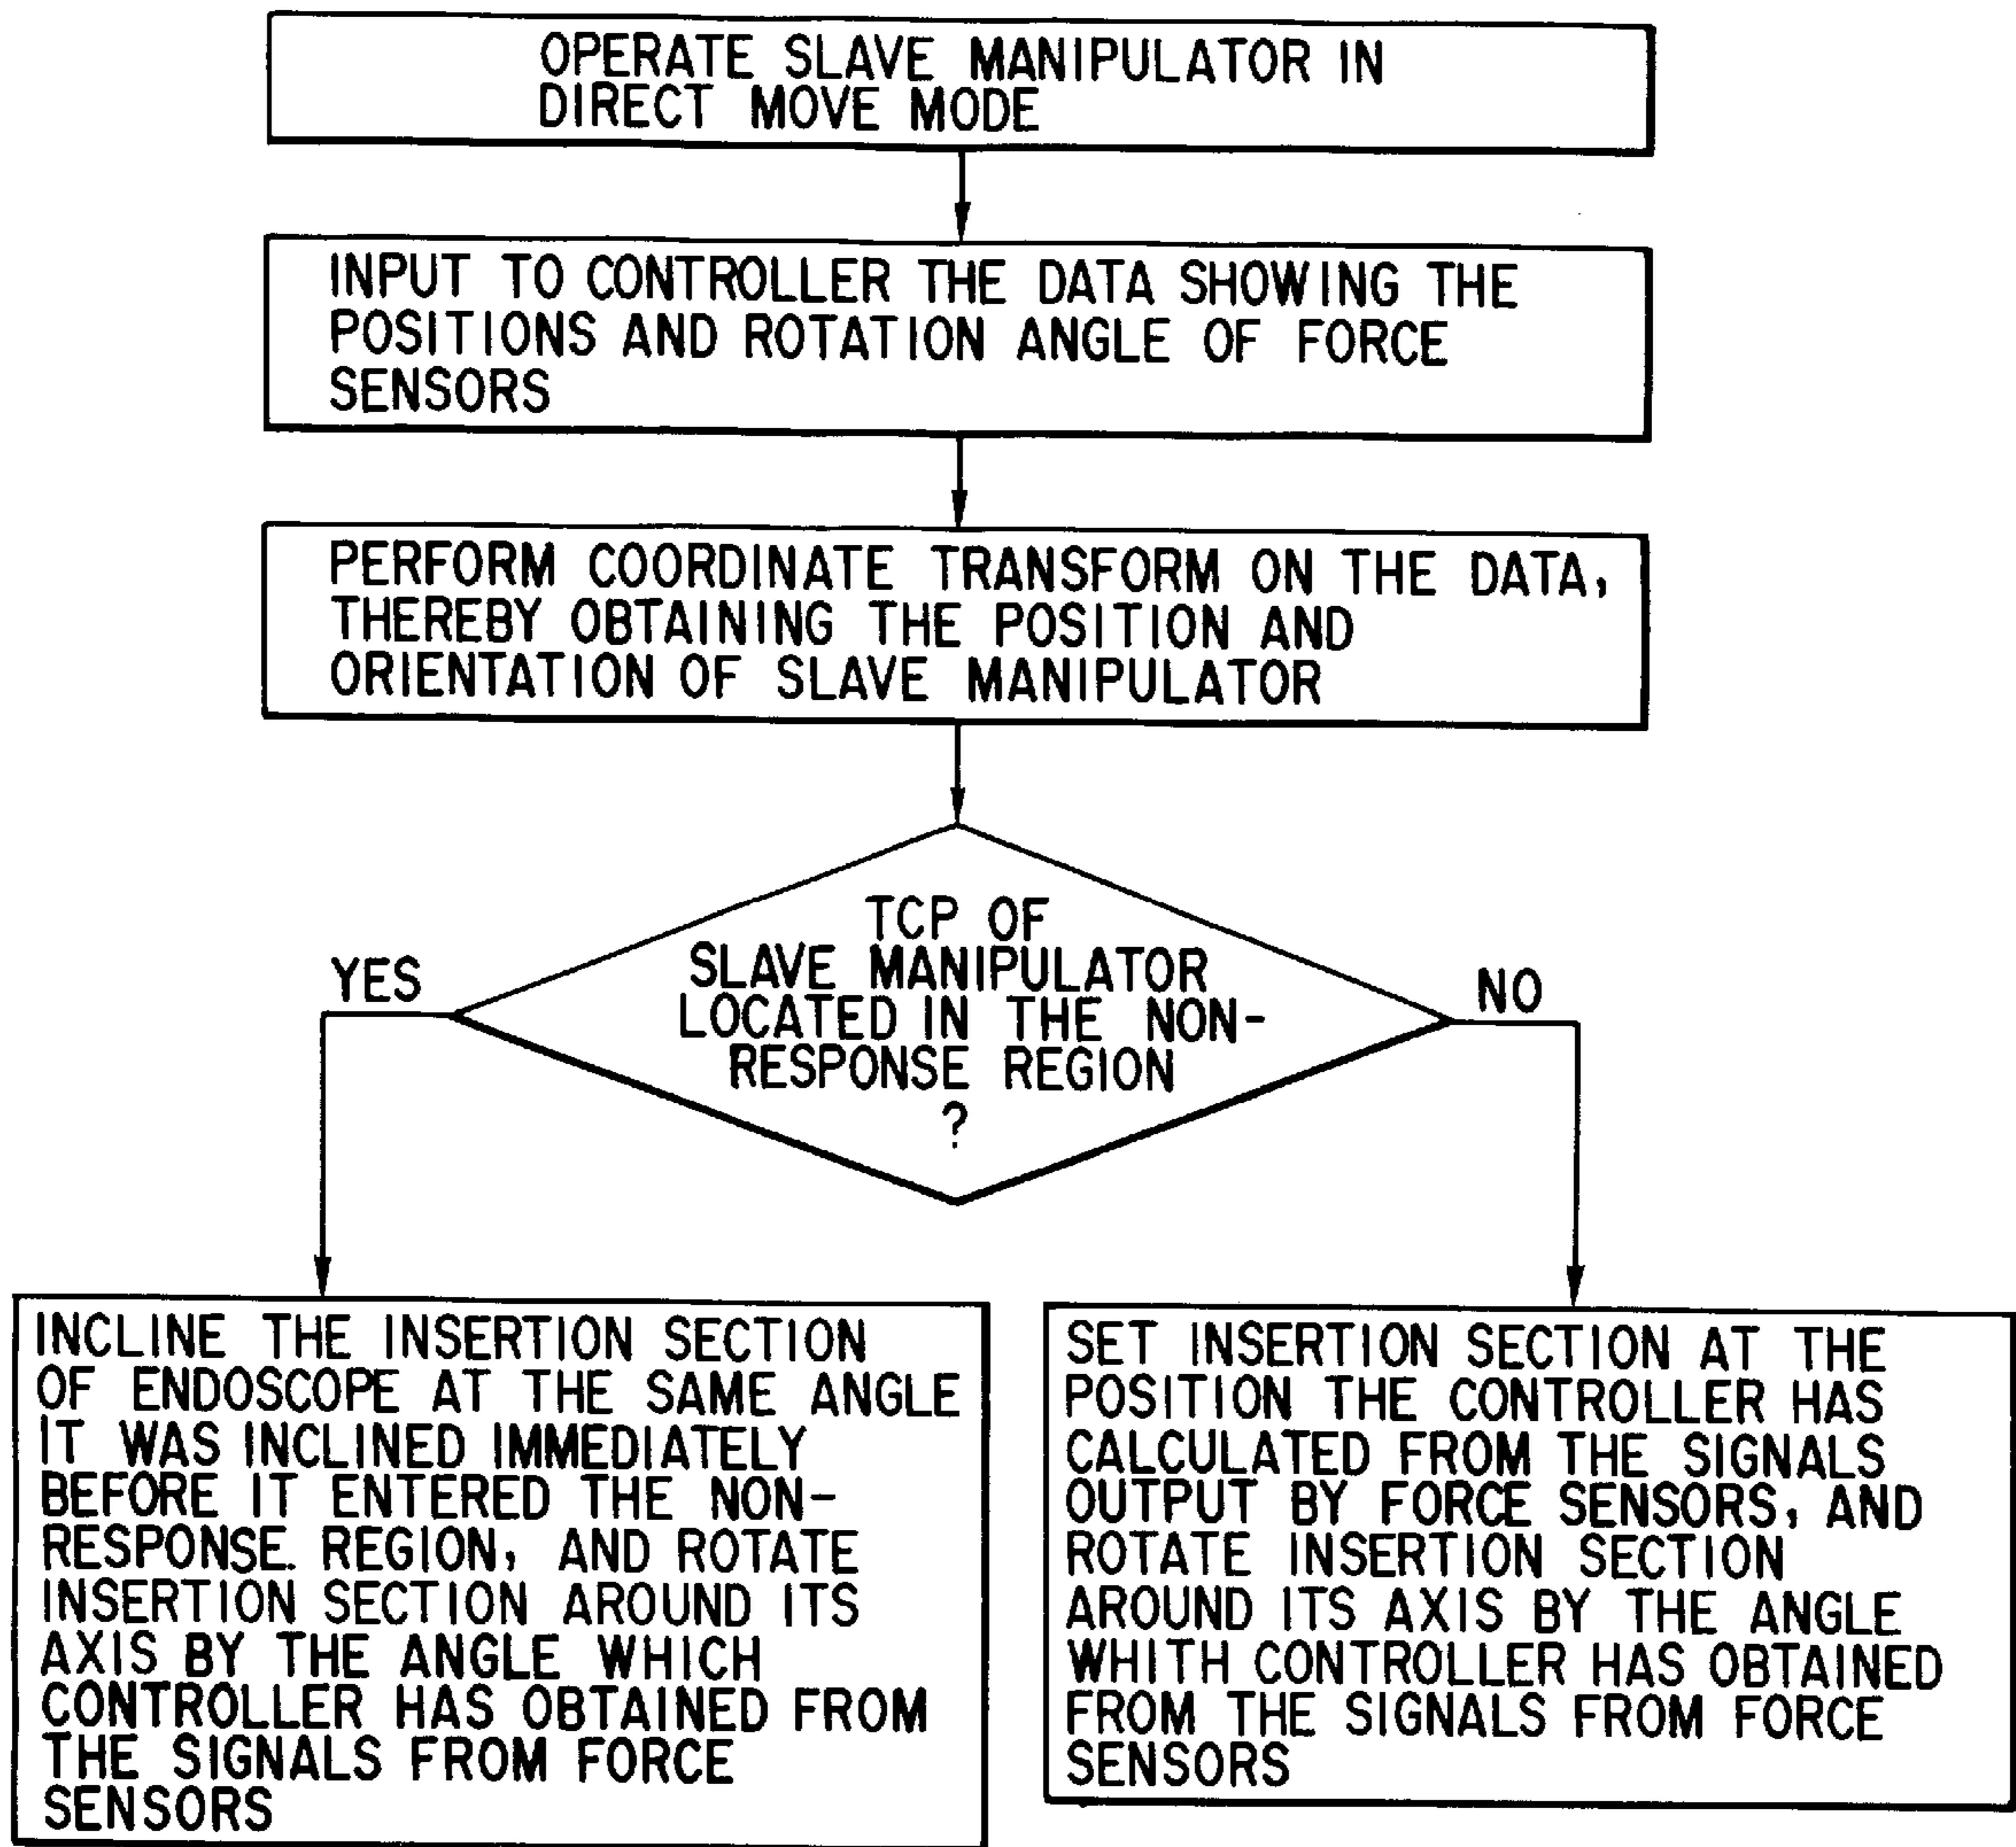 OPERATE SLAVE MANIPULATOR IN
DIRECT MOVE MODE
INPUT TO CONTROLLER THE DATA SHOWING THE
POSITIONS AND ROTATION ANGLE OF FORCE
SENSORS
PERFORM COORDINATE TRANSFORM ON THE DATA,
THEREBY OBTAINING THE POSITION AND
ORIENTATION OF SLAVE MANIPULATOR
TCP OF
SLAVE MANIPULATOR
LOCATED IN THE NON-
RESPONSE REGION
?
YES
NO
INCLINE THE INSERTION SECTION
OF ENDOSCOPE AT THE SAME ANGLE
IT WAS INCLINED IMMEDIATELY
BEFORE IT ENTERED THE NON-
RESPONSE. REGION, AND ROTATE
INSERTION SECTION AROUND ITS
AXIS BY THE ANGLE WHICH
CONTROLLER HAS OBTAINED FROM
THE SIGNALS FROM FORCE
SENSORS
SET INSERTION SECTION AT THE
POSITION THE CONTROLLER HAS
CALCULATED FROM THE SIGNALS
OUTPUT BY FORCE SENSORS, AND
ROTATE INSERTION SECTION
AROUND ITS AXIS BY THE ANGLE
WHITH CONTROLLER HAS OBTAINED
FROM THE SIGNALS FROM FORCE
SENSORS